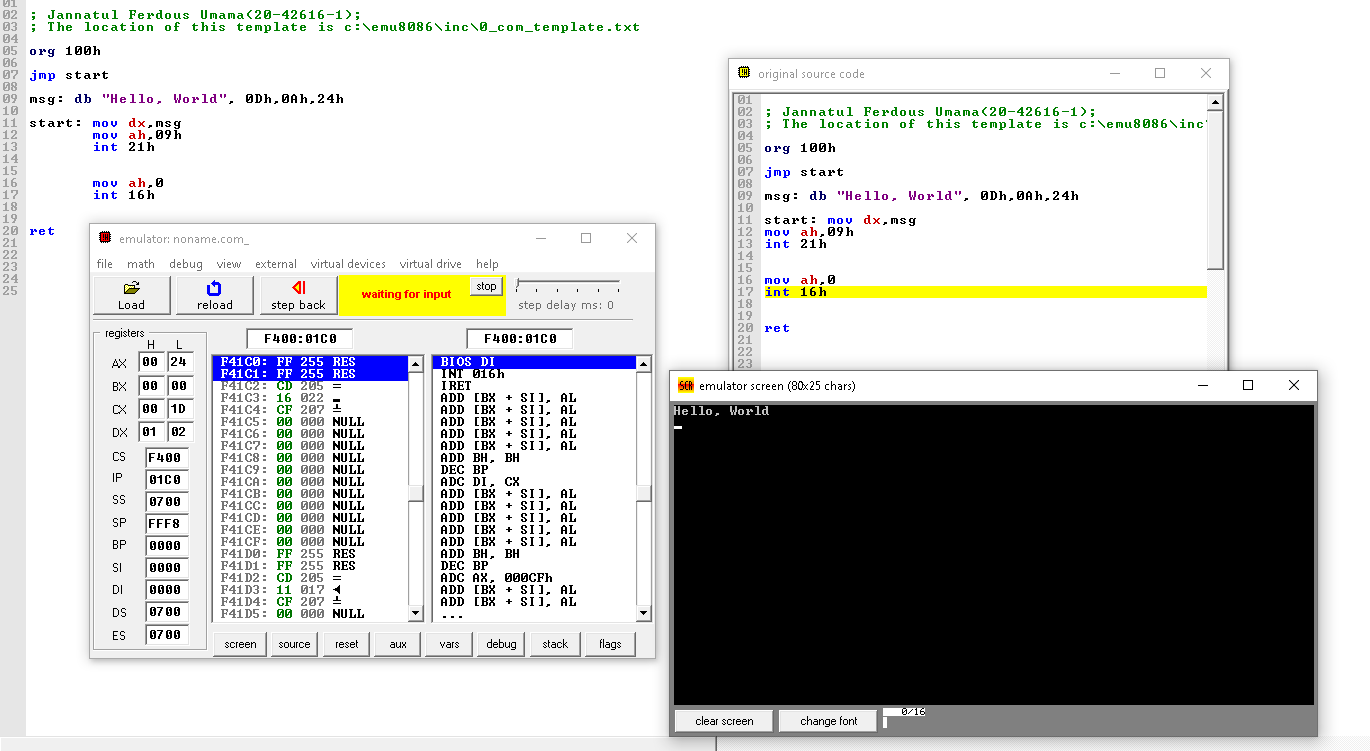 01
02 ; Jannatul Ferdous Umama(20-42616-1);
03 ; The location of this template is c:\emu8086\inc\0_com_template.txt
04
05 org 100h
06
07 jmp start
08
09 msg: db "Hello, World", 0Dh,0Ah,24h
10
11 start: mov dx,msg
12 mov ah,09h
13 int 21h
14
15
16 mov ah,0
17 int 16h
18
19
20 ret
21
22
23
24
25
original source code
01
02 ; Jannatul Ferdous Umama(20-42616-1);
03 ; The location of this template is c:\emu8086\inc\
04
05 org 100h
06
07 jmp start
08
09 msg: db "Hello, World", 0Dh,0Ah,24h
10
11 start: mov dx,msg
12 mov ah,09h
13 int 21h
14
15
16 mov ah,0
17 int 16h
18
19
20 ret
21
22
23
emulator: noname.com_
file math debug view external virtual devices virtual drive help
Load reload step back waiting for input stop step delay ms: 0
registers
H L
AX 00 24
BX 00 00
CX 00 1D
DX 01 02
CS F400
IP 01C0
SS 0700
SP FFF8
BP 0000
SI 0000
DI 0000
DS 0700
ES 0700
F400:01C0
F41C0: FF 255 RES
F41C1: FF 255 RES
F41C2: CD 205 =
F41C3: 16 022 ▬
F41C4: CF 207 ╧
F41C5: 00 000 NULL
F41C6: 00 000 NULL
F41C7: 00 000 NULL
F41C8: 00 000 NULL
F41C9: 00 000 NULL
F41CA: 00 000 NULL
F41CB: 00 000 NULL
F41CC: 00 000 NULL
F41CD: 00 000 NULL
F41CE: 00 000 NULL
F41CF: 00 000 NULL
F41D0: FF 255 RES
F41D1: FF 255 RES
F41D2: CD 205 =
F41D3: 11 017 ◄
F41D4: CF 207 ╧
F41D5: 00 000 NULL
F400:01C0
BIOS DI
INT 016h
IRET
ADD [BX + SI], AL
ADD [BX + SI], AL
ADD [BX + SI], AL
ADD [BX + SI], AL
ADD [BX + SI], AL
ADD BH, BH
DEC BP
ADC DI, CX
ADD [BX + SI], AL
ADD [BX + SI], AL
ADD [BX + SI], AL
ADD [BX + SI], AL
ADD [BX + SI], AL
ADD BH, BH
DEC BP
ADC AX, 000CFh
ADD [BX + SI], AL
ADD [BX + SI], AL
...
screen source reset aux vars debug stack flags
emulator screen (80x25 chars)
Hello, World
clear screen change font 0/16